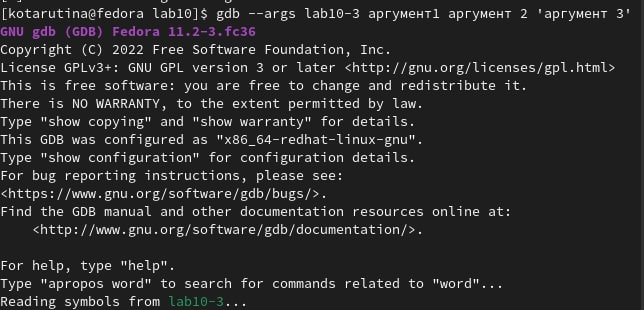 [kotarutina@fedora lab10]$ gdb --args lab10-3 аргумент1 аргумент 2 'аргумент 3'
GNU gdb (GDB) Fedora 11.2-3.fc36
Copyright (C) 2022 Free Software Foundation, Inc.
License GPLv3+: GNU GPL version 3 or later <http://gnu.org/licenses/gpl.html>
This is free software: you are free to change and redistribute it.
There is NO WARRANTY, to the extent permitted by law.
Type "show copying" and "show warranty" for details.
This GDB was configured as "x86_64-redhat-linux-gnu".
Type "show configuration" for configuration details.
For bug reporting instructions, please see:
<https://www.gnu.org/software/gdb/bugs/>.
Find the GDB manual and other documentation resources online at:
    <http://www.gnu.org/software/gdb/documentation/>.

For help, type "help".
Type "apropos word" to search for commands related to "word"...
Reading symbols from lab10-3...